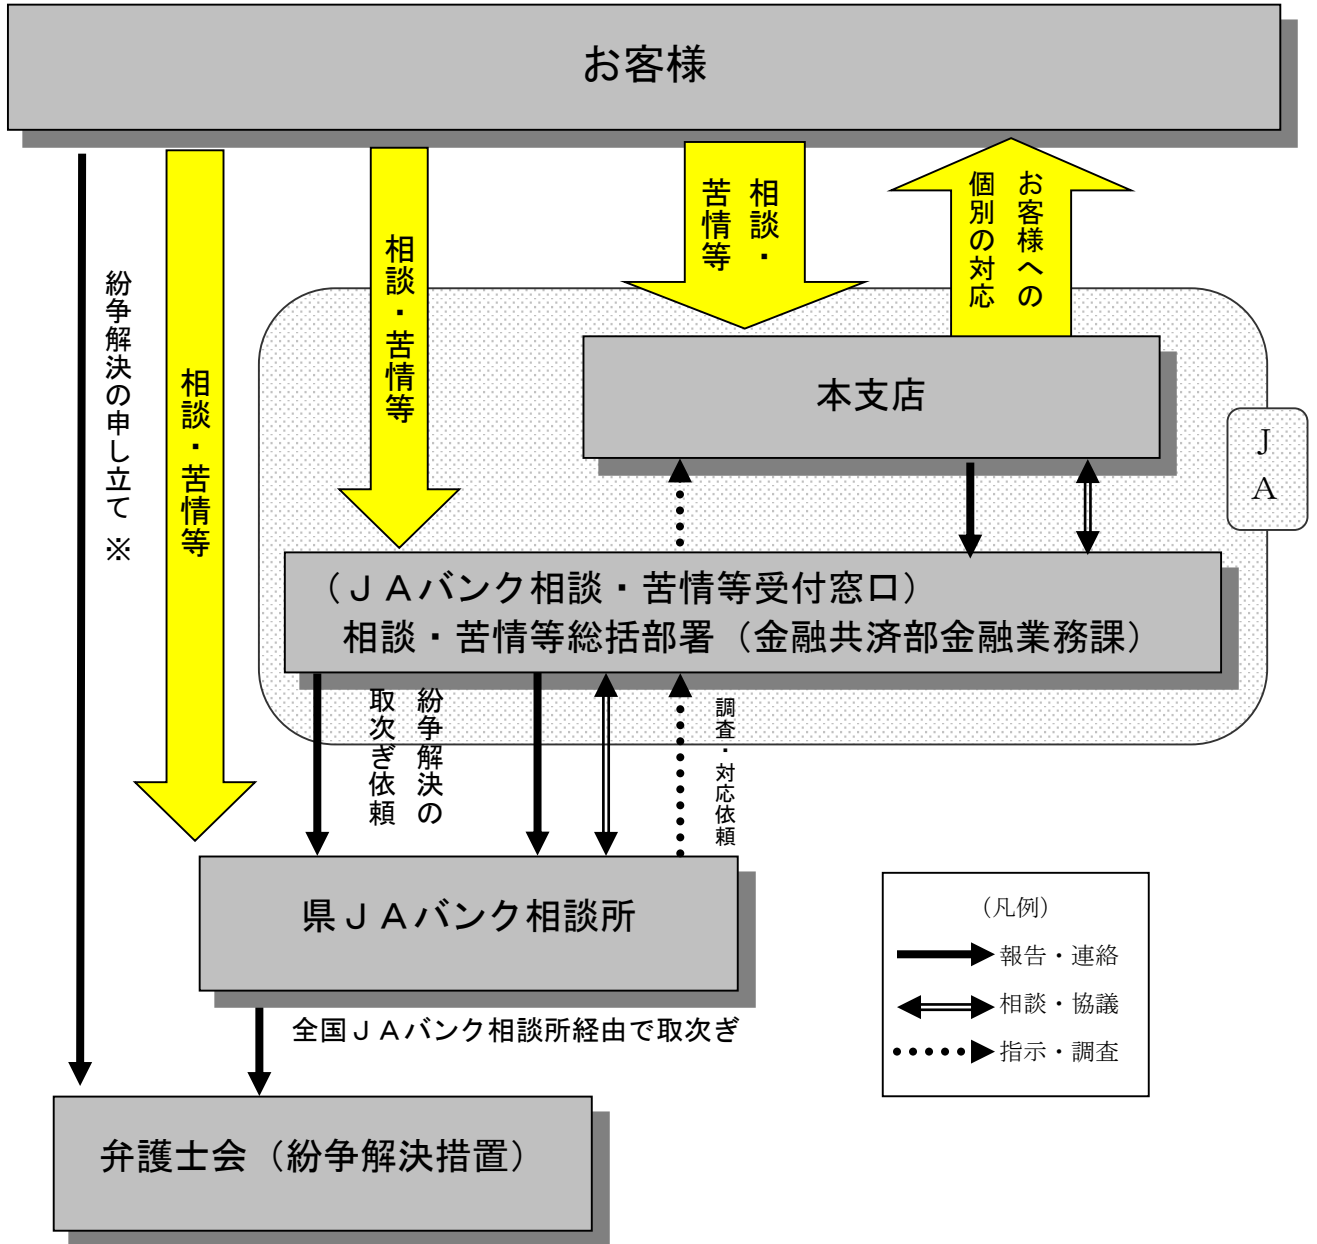 お客様
紛争解決の申し立て ※
相談・苦情等
相談・苦情等
相談・
苦情等
お客様への
個別の対応
本支店
ＪＡ
（ＪＡバンク相談・苦情等受付窓口）
相談・苦情等総括部署（金融共済部金融業務課）
紛争解決の
取次ぎ依頼
調査・対応依頼
県ＪＡバンク相談所
全国ＪＡバンク相談所経由で取次ぎ
弁護士会（紛争解決措置）
（凡例）
報告・連絡
相談・協議
指示・調査